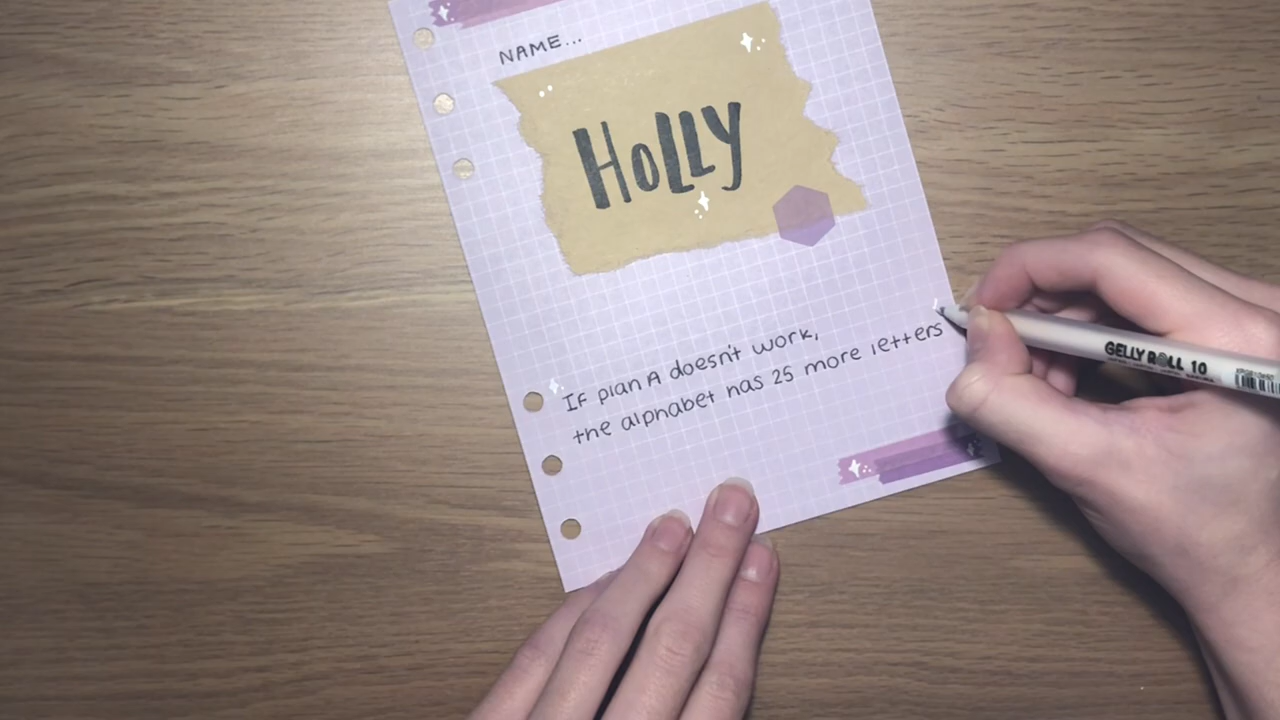 NAME...
HOLLY
If plan A doesn't work,
the alphabet has 25 more letters
GELLY ROLL 10